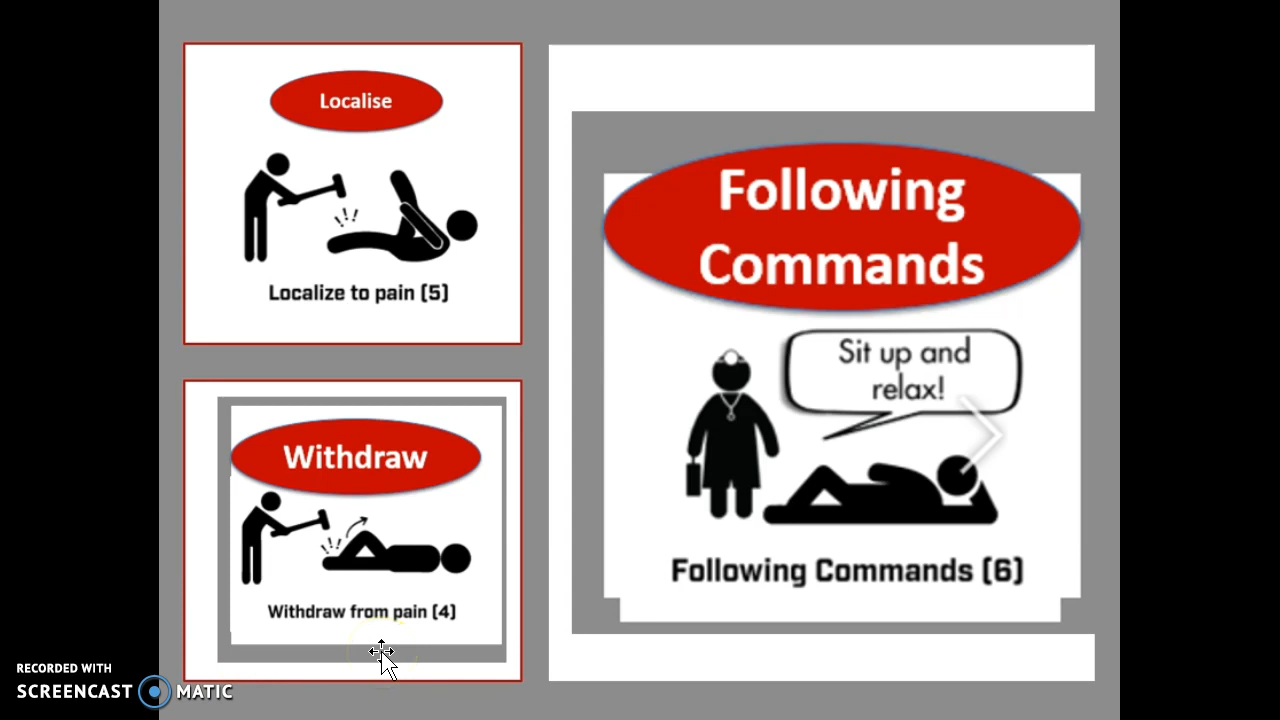 Localise
Localize to pain (5)
Withdraw
Withdraw from pain (4)
Following
Commands
Sit up and
relax!
Following Commands (6)
RECORDED WITH
SCREENCAST MATIC